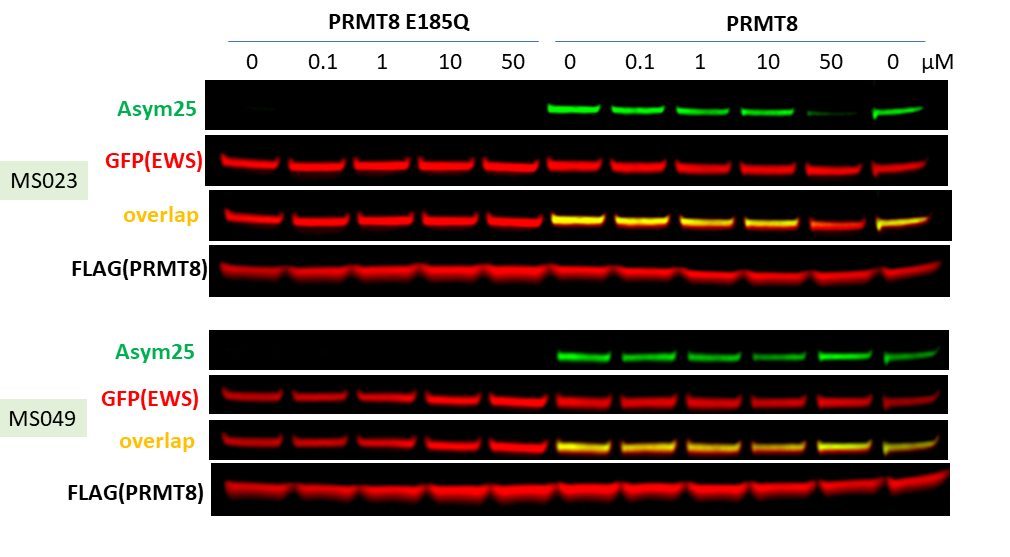 PRMT8 E185Q PRMT8
0 0.1 1 10 50 0 0.1 1 10 50 0 µM
Asym25
GFP(EWS)
MS023
overlap
FLAG(PRMT8)
Asym25
GFP(EWS)
MS049
overlap
FLAG(PRMT8)